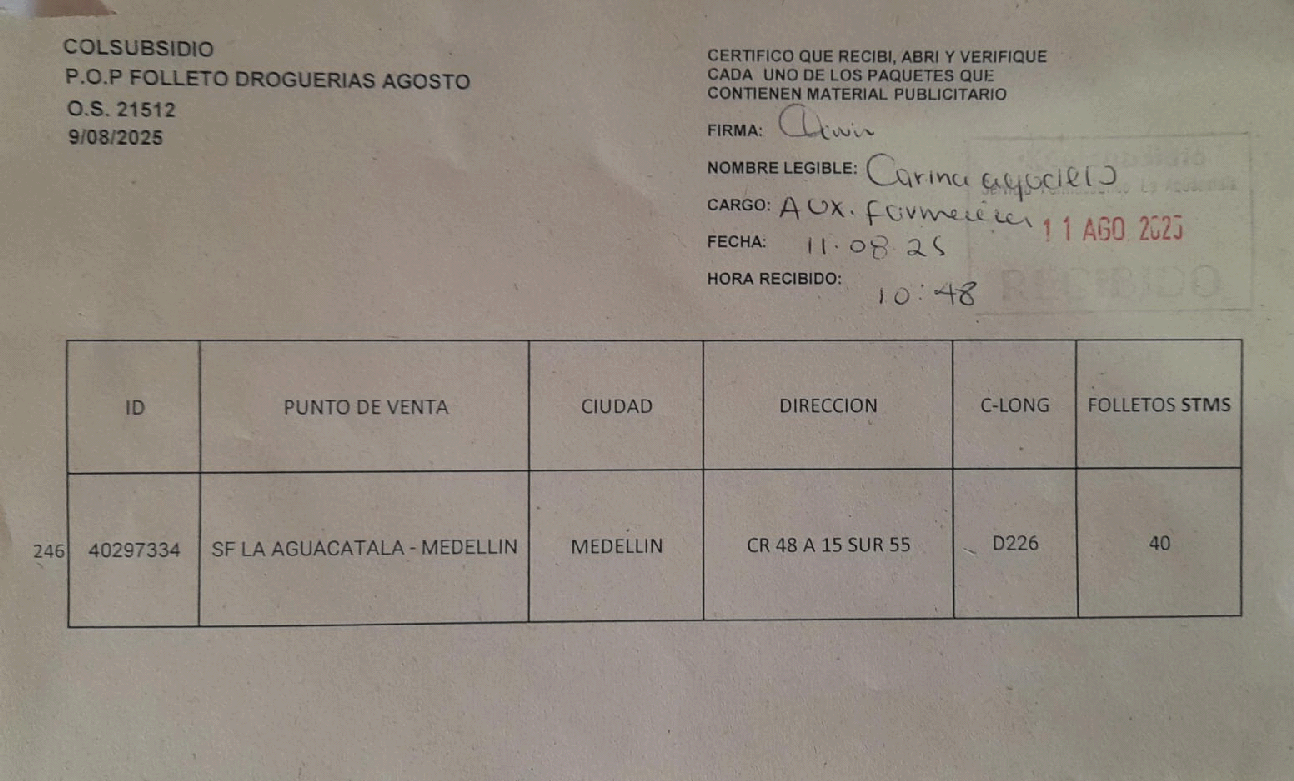 COLSUBSIDIO
P.O.P FOLLETO DROGUERIAS AGOSTO
O.S. 21512
9/08/2025
CERTIFICO QUE RECIBI, ABRI Y VERIFIQUE
CADA UNO DE LOS PAQUETES QUE
CONTIENEN MATERIAL PUBLICITARIO
FIRMA:
NOMBRE LEGIBLE: Carina
CARGO: AUX.
FECHA: 11.08.25
HORA RECIBIDO: 10:48
11 AGO 2025
RECIBIDO
ID PUNTO DE VENTA CIUDAD DIRECCION C-LONG FOLLETOS STMS
246 40297334 SF LA AGUACATALA - MEDELLIN MEDELLIN CR 48 A 15 SUR 55 D226 40